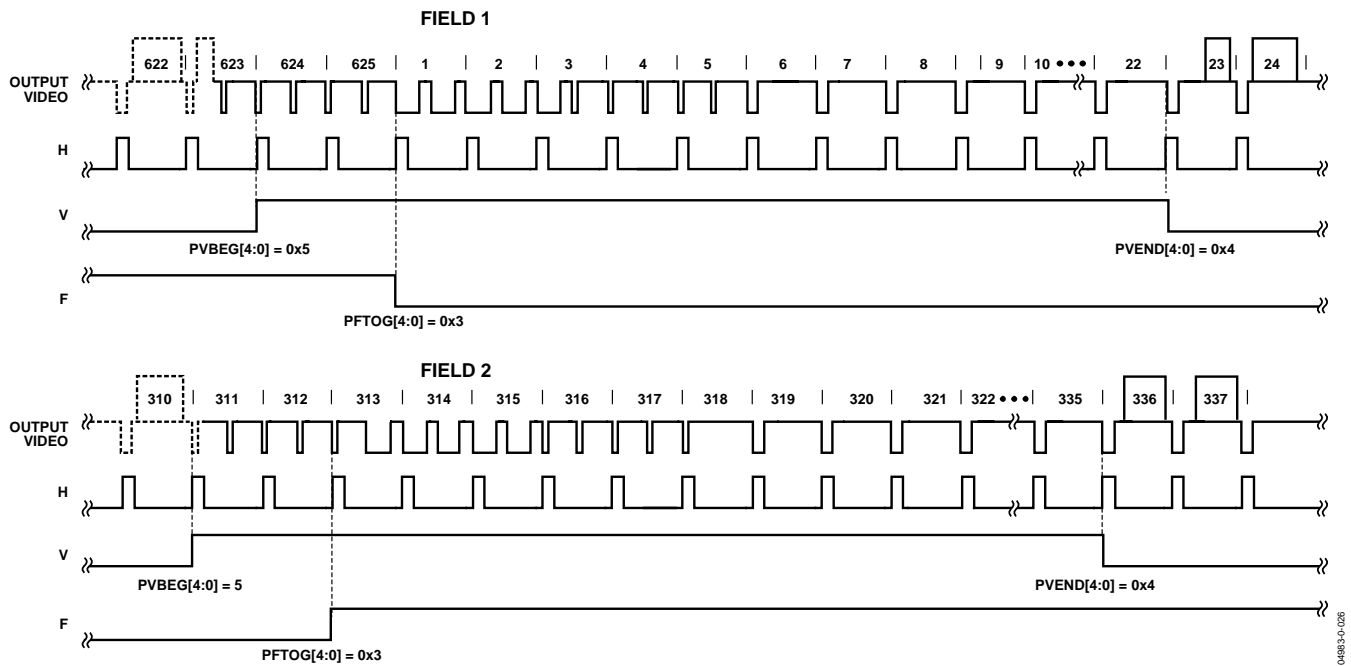 FIELD 1
622 623 624 625 1 2 3 4 5 6 7 8 9 10 ••• 22 23 24
OUTPUT
VIDEO
H
V
PVBEG[4:0] = 0x5 PVEND[4:0] = 0x4
F
PFTOG[4:0] = 0x3
FIELD 2
310 311 312 313 314 315 316 317 318 319 320 321 322 ••• 335 336 337
OUTPUT
VIDEO
H
V
PVBEG[4:0] = 5 PVEND[4:0] = 0x4
F
PFTOG[4:0] = 0x3
04983-0-026